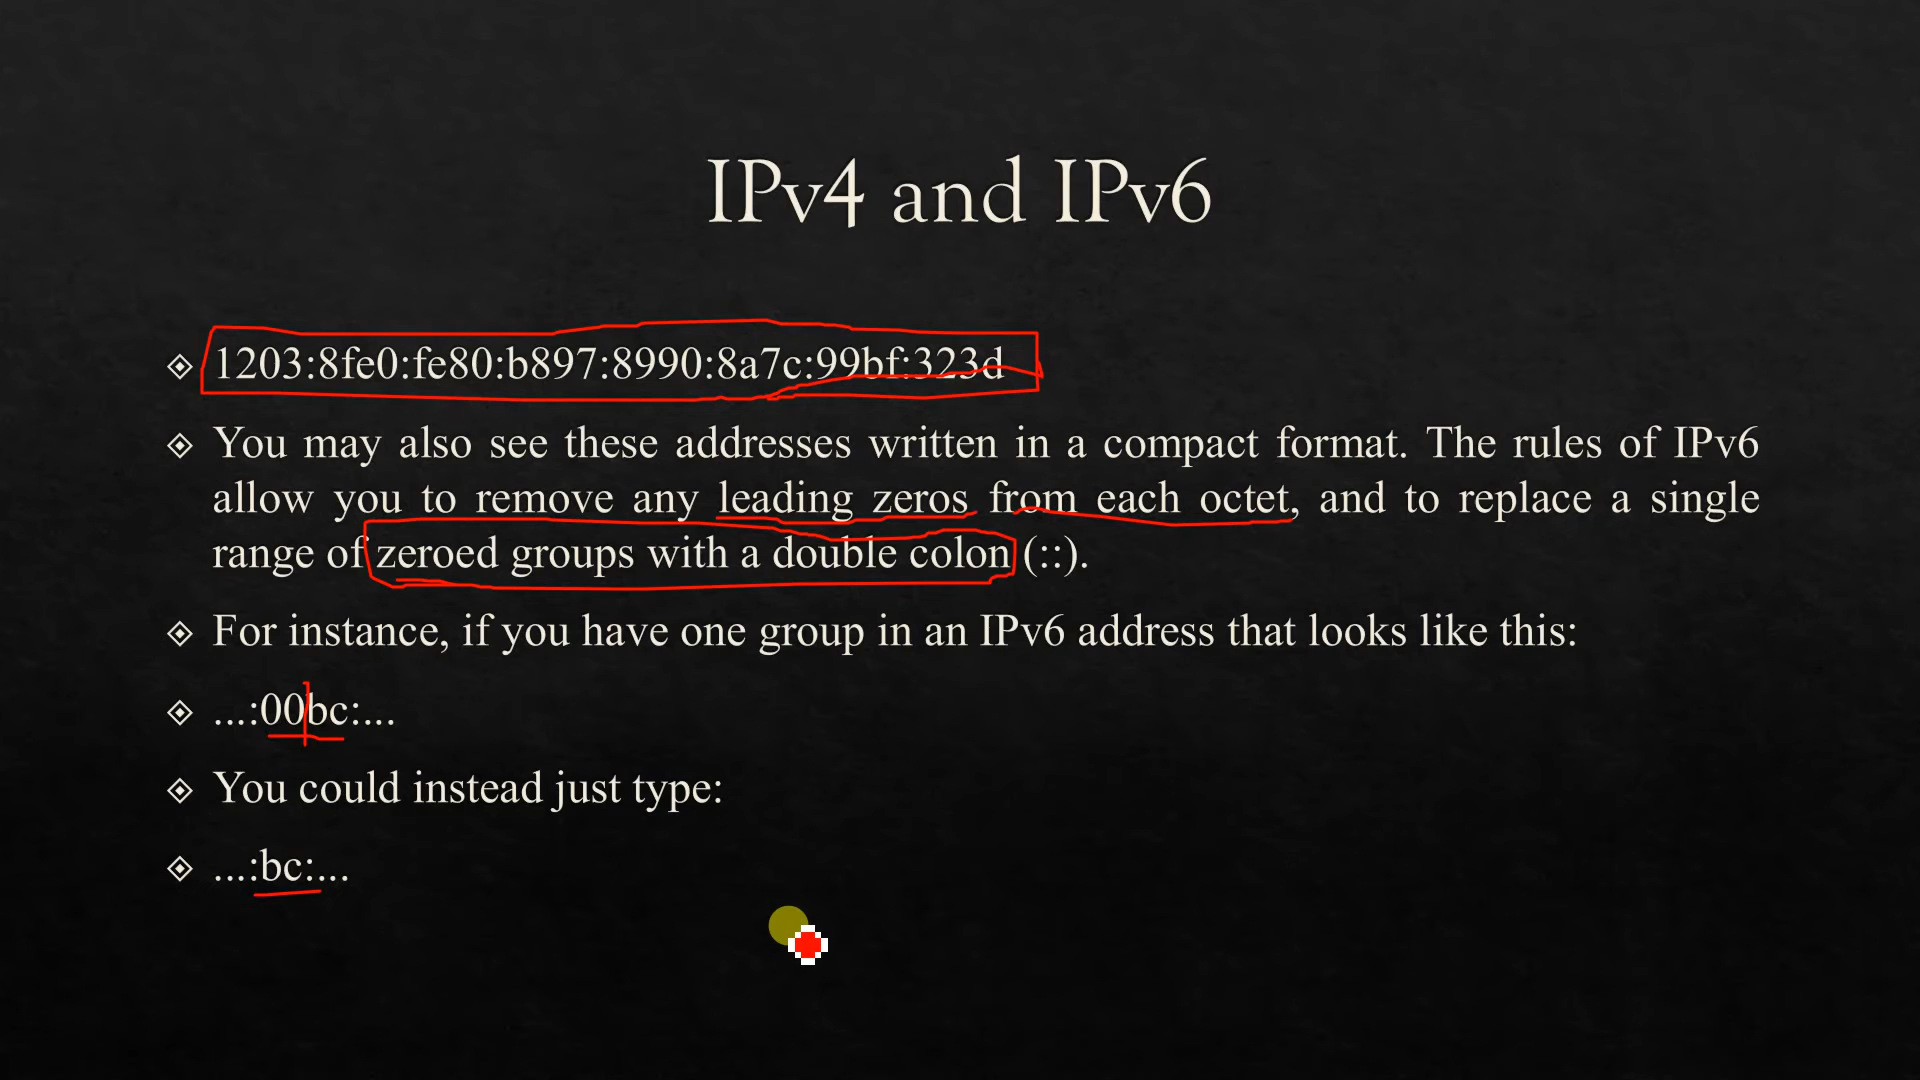 IPv4 and IPv6
1203:8fe0:fe80:b897:8990:8a7c:99bf:323d
You may also see these addresses written in a compact format. The rules of IPv6
allow you to remove any leading zeros from each octet, and to replace a single
range of zeroed groups with a double colon (::).
For instance, if you have one group in an IPv6 address that looks like this:
...:00bc:...
You could instead just type:
...:bc:...